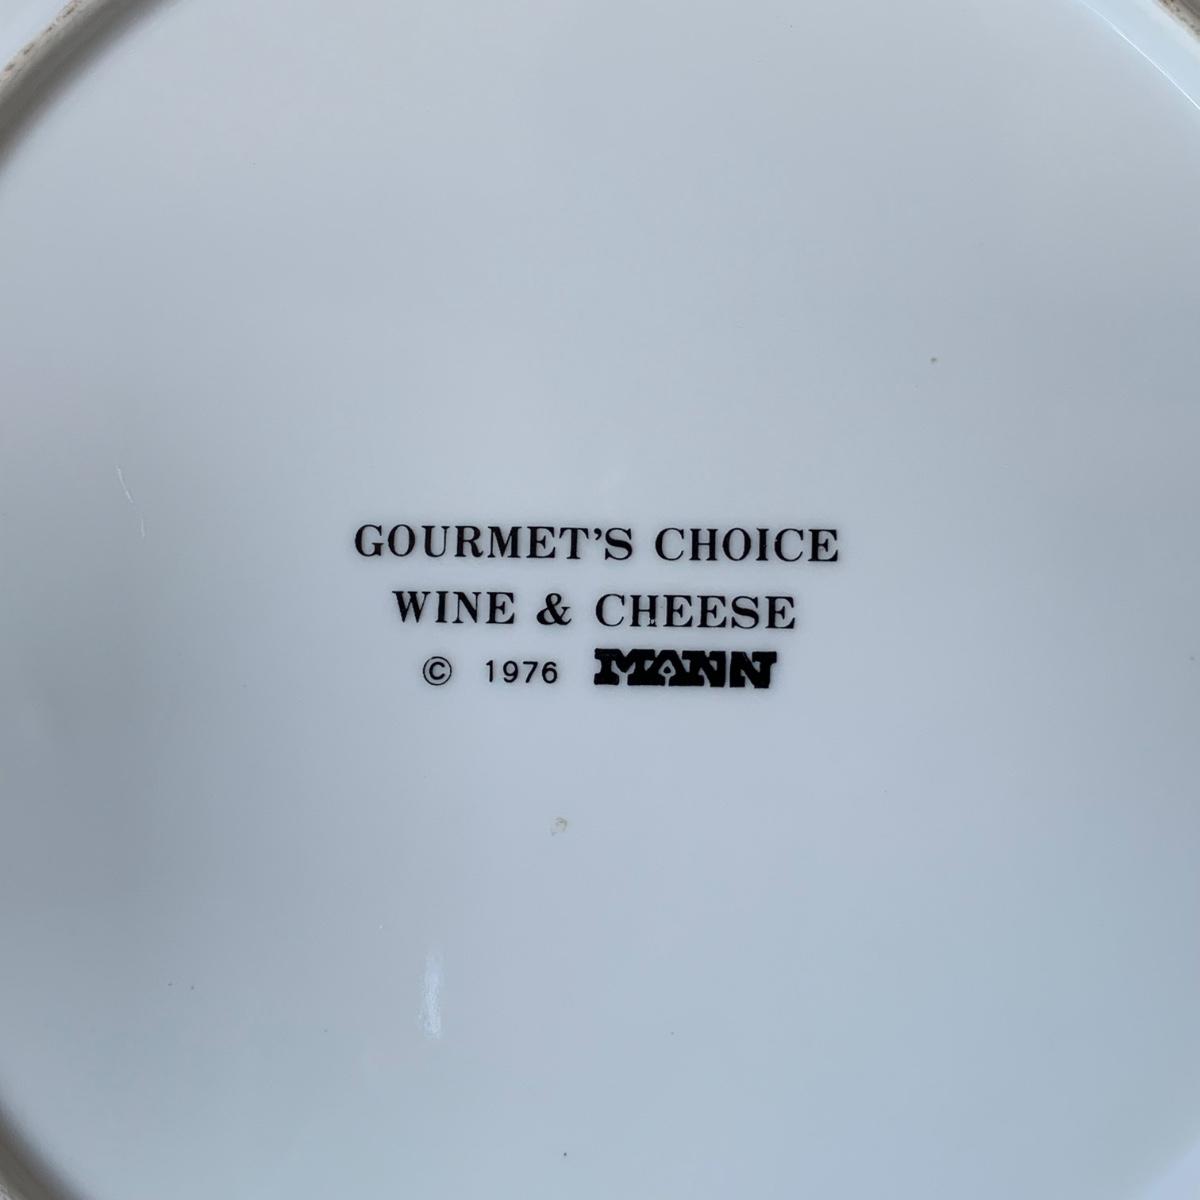 GOURMET'S CHOICE
WINE & CHEESE
© 1976 MANN